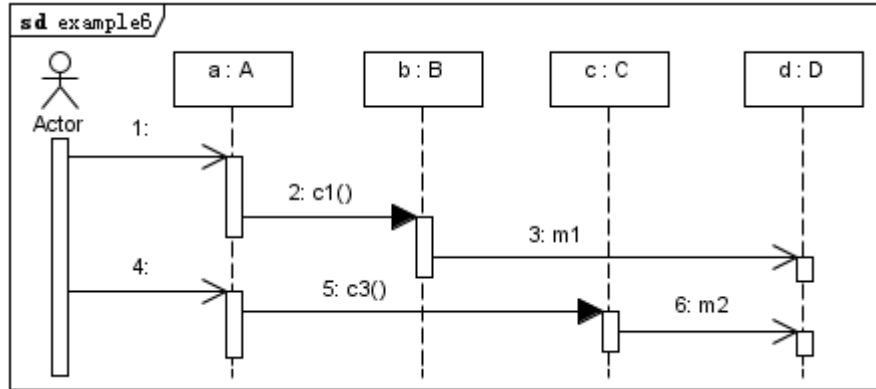 sd example6
a : A
b : B
c : C
d : D
Actor
1:
2: c1()
3: m1
4:
5: c3()
6: m2